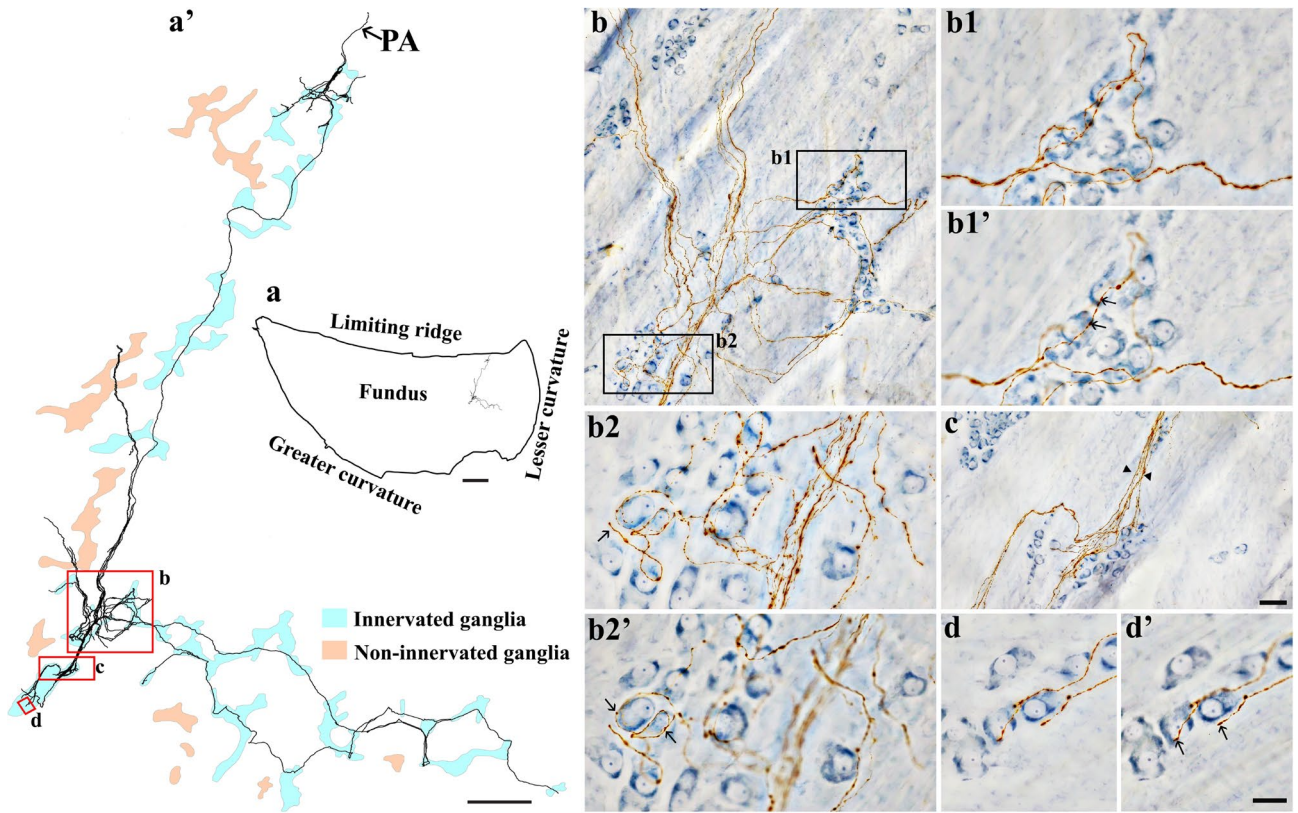 a’
PA
a
Limiting ridge
Fundus
Lesser curvature
Greater curvature
b
c
d
Innervated ganglia
Non-innervated ganglia
b
b1
b2
b1
b1’
b2
c
b2’
d
d’